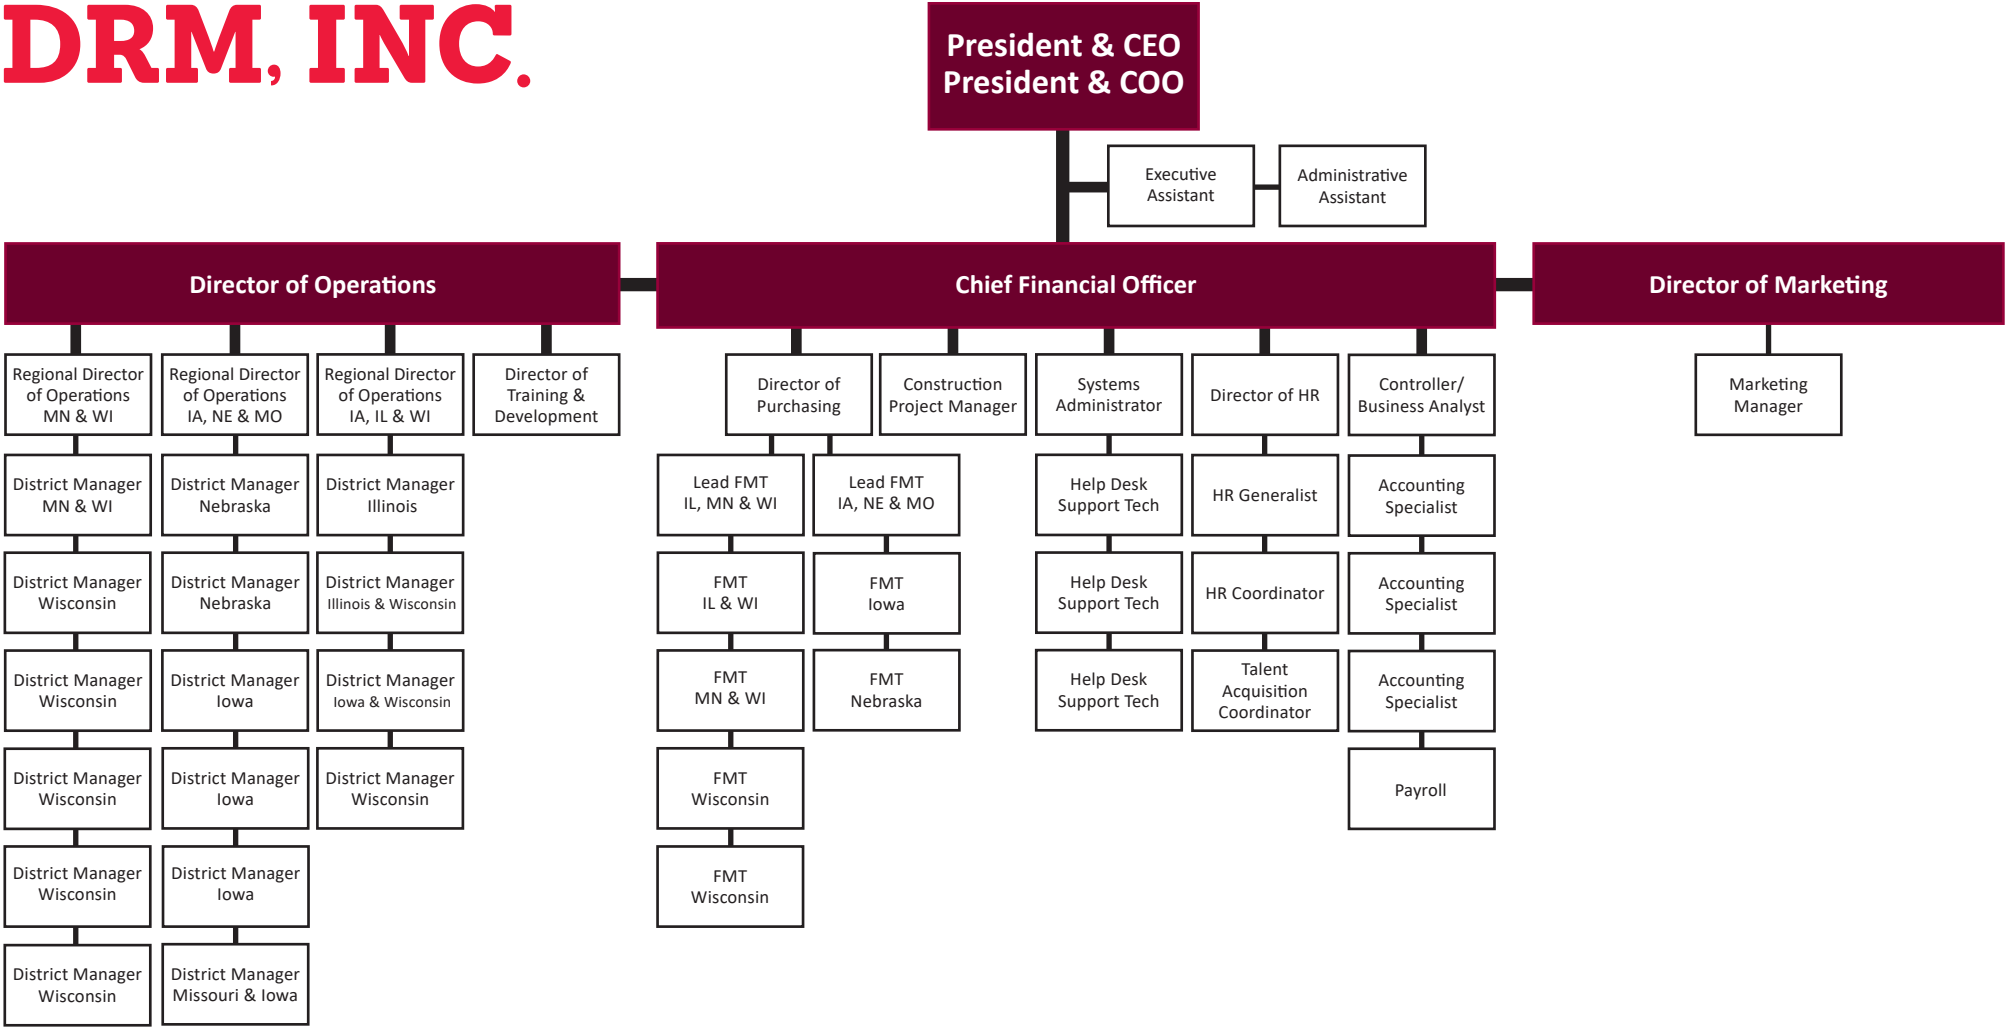 DRM, INC.
President & CEO
President & COO
Executive
Assistant
Administrative
Assistant
Director of Operations
Chief Financial Officer
Director of Marketing
Regional Director
of Operations
MN & WI
District Manager
MN & WI
District Manager
Wisconsin
District Manager
Wisconsin
District Manager
Wisconsin
District Manager
Wisconsin
District Manager
Wisconsin
Regional Director
of Operations
IA, NE & MO
District Manager
Nebraska
District Manager
Nebraska
District Manager
Iowa
District Manager
Iowa
District Manager
Iowa
District Manager
Missouri & Iowa
Regional Director
of Operations
IA, IL & WI
District Manager
Illinois
District Manager
Illinois & Wisconsin
District Manager
Iowa & Wisconsin
District Manager
Wisconsin
Director of
Training &
Development
Director of
Purchasing
Lead FMT
IL, MN & WI
FMT
IL & WI
FMT
MN & WI
FMT
Wisconsin
FMT
Wisconsin
Lead FMT
IA, NE & MO
FMT
Iowa
FMT
Nebraska
Construction
Project Manager
Systems
Administrator
Help Desk
Support Tech
Help Desk
Support Tech
Help Desk
Support Tech
Director of HR
HR Generalist
HR Coordinator
Talent
Acquisition
Coordinator
Controller/
Business Analyst
Accounting
Specialist
Accounting
Specialist
Accounting
Specialist
Payroll
Marketing
Manager